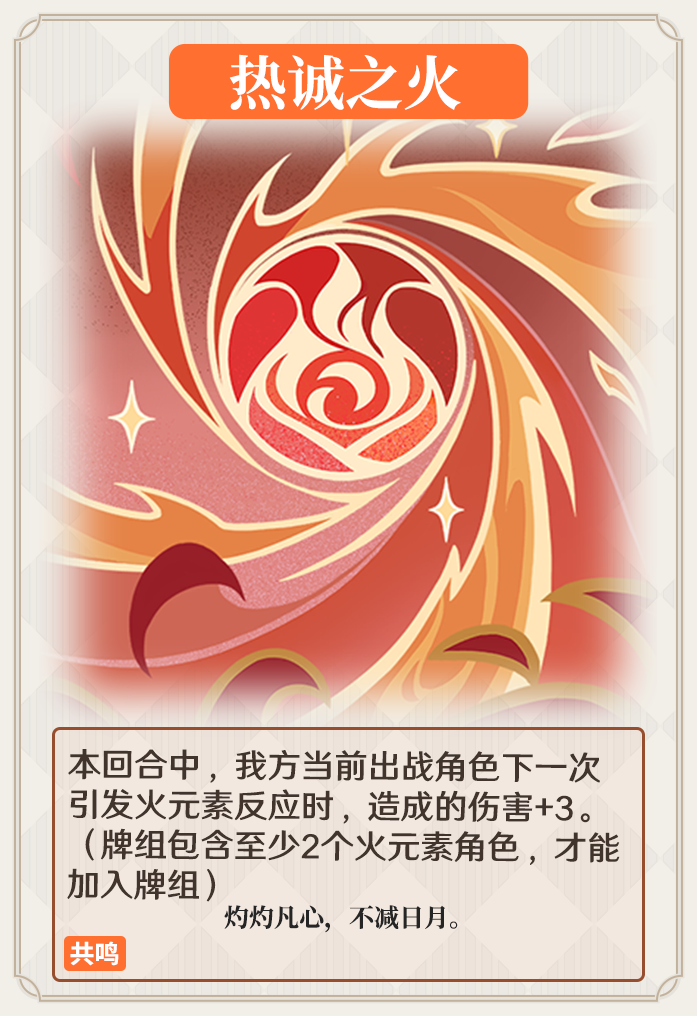 热诚之火
本回合中，我方当前出战角色下一次
引发火元素反应时，造成的伤害+3。
（牌组包含至少2个火元素角色，才能
加入牌组）
灼灼凡心，不减日月。
共鸣